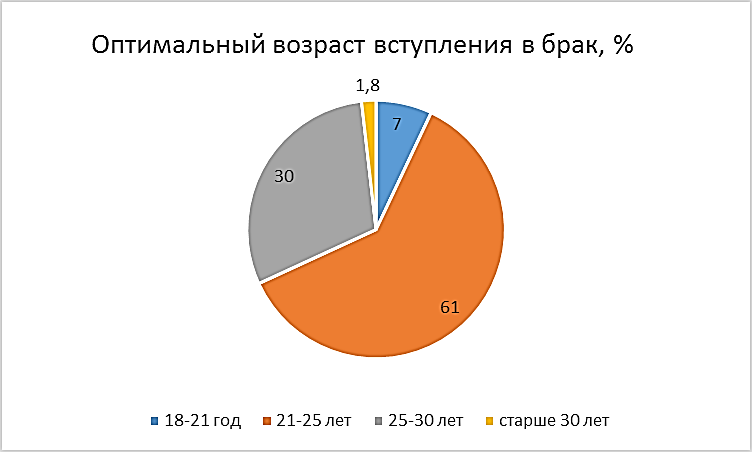 Оптимальный возраст вступления в брак, %
1,8
7
30
61
18-21 год
21-25 лет
25-30 лет
старше 30 лет